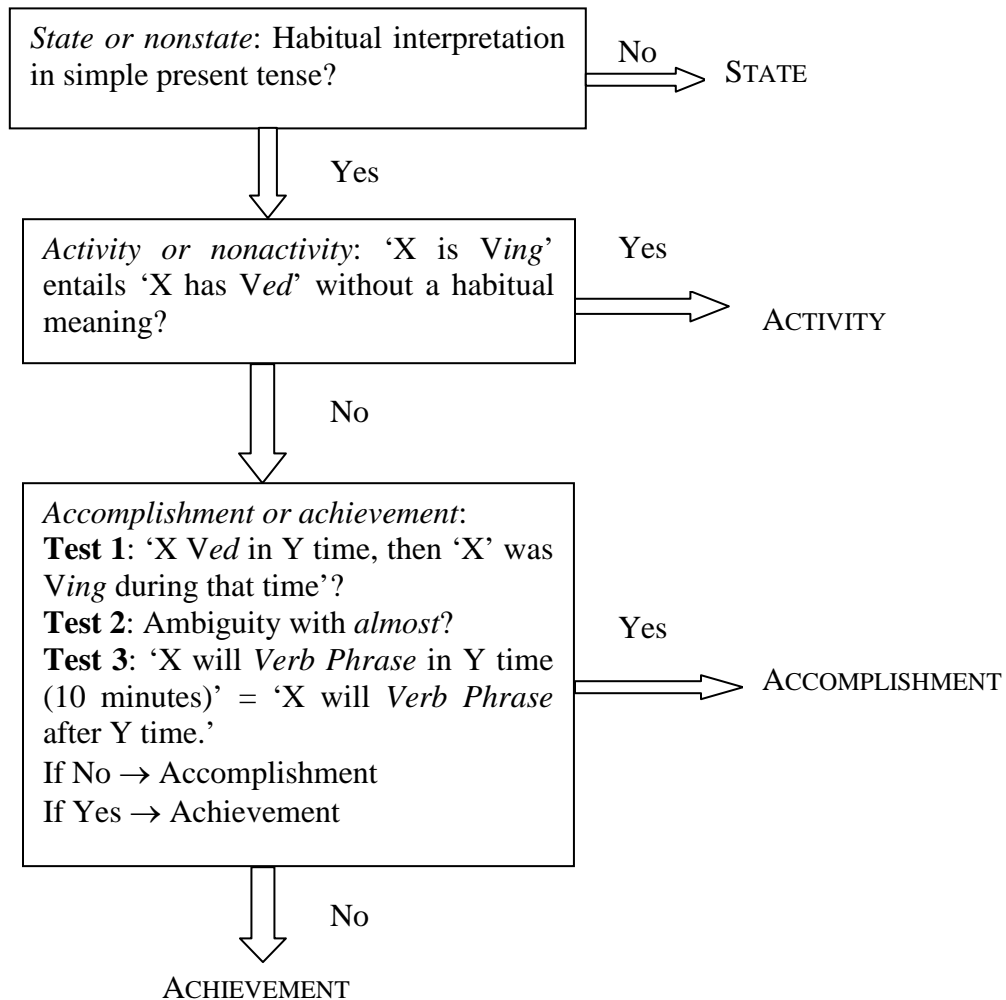 State or nonstate: Habitual interpretation
in simple present tense?
No
STATE
Yes
Activity or nonactivity: ‘X is Ving’
entails ‘X has Ved’ without a habitual
meaning?
Yes
ACTIVITY
No
Accomplishment or achievement:
Test 1: ‘X Ved in Y time, then ‘X’ was
Ving during that time’?
Test 2: Ambiguity with almost?
Test 3: ‘X will Verb Phrase in Y time
(10 minutes)’ = ‘X will Verb Phrase
after Y time.’
If No → Accomplishment
If Yes → Achievement
Yes
ACCOMPLISHMENT
No
ACHIEVEMENT